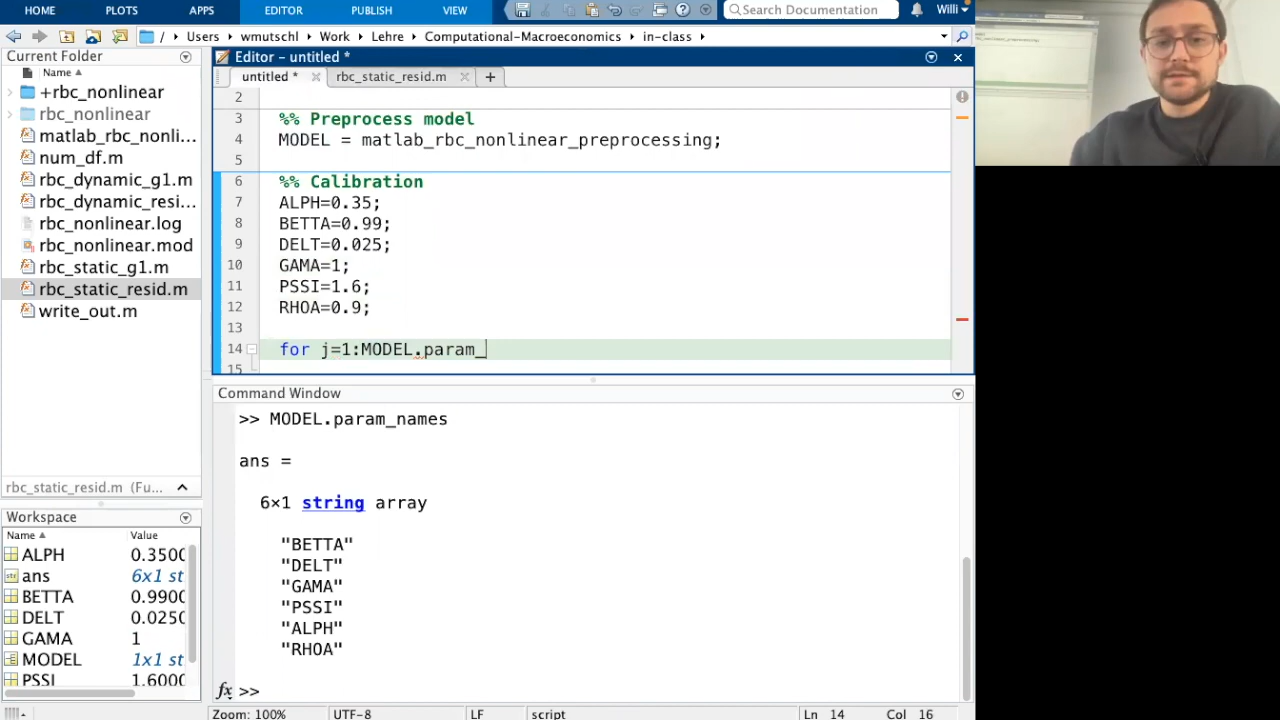 HOME PLOTS APPS EDITOR PUBLISH VIEW Search Documentation Willi
/ Users wmutschl Work Lehre Computational-Macroeconomics in-class
Current Folder
Name
+rbc_nonlinear
rbc_nonlinear
matlab_rbc_nonli...
num_df.m
rbc_dynamic_g1.m
rbc_dynamic_resi...
rbc_nonlinear.log
rbc_nonlinear.mod
rbc_static_g1.m
rbc_static_resid.m
write_out.m
rbc_static_resid.m (Fu...
Workspace
Name Value
ALPH 0.3500
ans 6x1 st
BETTA 0.9900
DELT 0.0250
GAMA 1
MODEL 1x1 st
PSSI 1.6000
Editor – untitled *
untitled * rbc_static_resid.m
2
3 %% Preprocess model
4 MODEL = matlab_rbc_nonlinear_preprocessing;
5
6 %% Calibration
7 ALPH=0.35;
8 BETTA=0.99;
9 DELT=0.025;
10 GAMA=1;
11 PSSI=1.6;
12 RHOA=0.9;
13
14 for j=1:MODEL.param_
15
Command Window
>> MODEL.param_names
ans =
6×1 string array
"BETTA"
"DELT"
"GAMA"
"PSSI"
"ALPH"
"RHOA"
fx >>
Zoom: 100% UTF-8 LF script Ln 14 Col 16